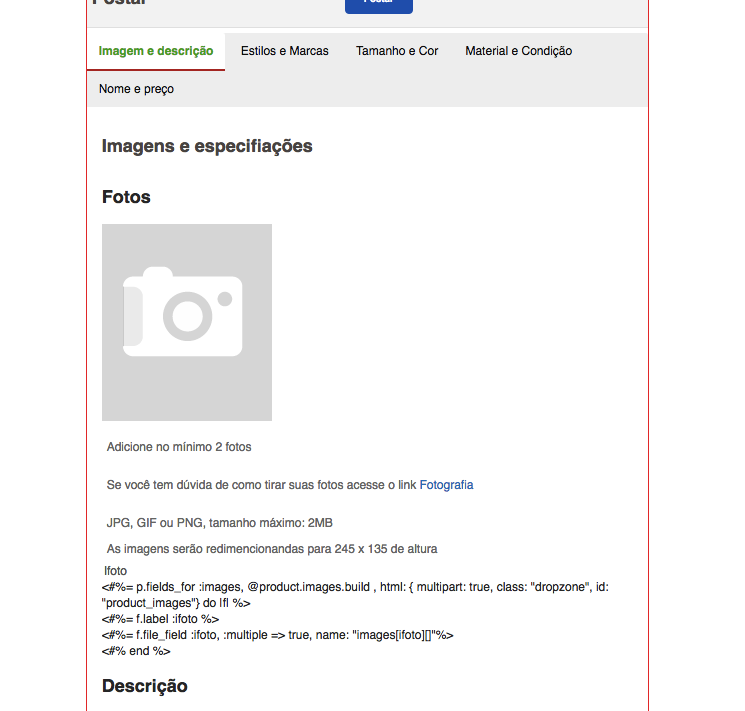 Postar
Postar
Imagem e descrição
Estilos e Marcas
Tamanho e Cor
Material e Condição
Nome e preço
Imagens e especifiações
Fotos
Adicione no mínimo 2 fotos
Se você tem dúvida de como tirar suas fotos acesse o link Fotografia
JPG, GIF ou PNG, tamanho máximo: 2MB
As imagens serão redimencionandas para 245 x 135 de altura
Ifoto
<#%= p.fields_for :images, @product.images.build , html: { multipart: true, class: "dropzone", id:
"product_images"} do |f| %>
<#%= f.label :ifoto %>
<#%= f.file_field :ifoto, :multiple => true, name: "images[ifoto][]"%>
<#% end %>
Descrição